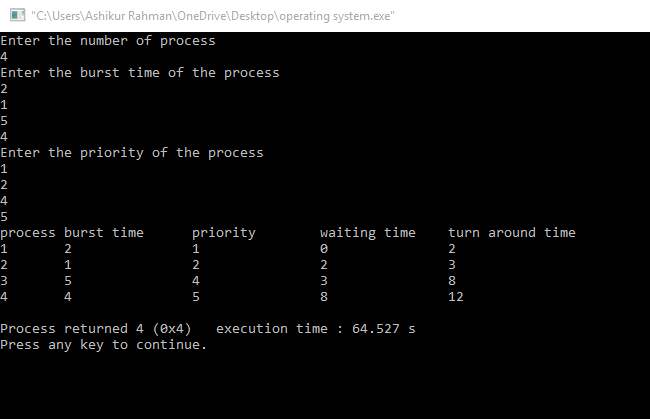 "C:\Users\Ashikur Rahman\OneDrive\Desktop\operating system.exe"
Enter the number of process
4
Enter the burst time of the process
2
1
5
4
Enter the priority of the process
1
2
4
5
process burst time      priority        waiting time    turn around time
1       2               1               0               2
2       1               2               2               3
3       5               4               3               8
4       4               5               8               12
Process returned 4 (0x4)   execution time : 64.527 s
Press any key to continue.